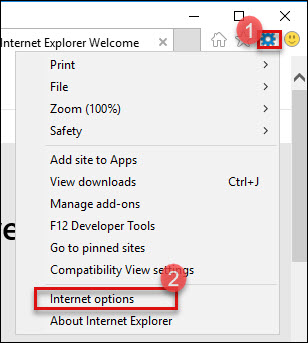 1
Internet Explorer Welcome
Print
File
Zoom (100%)
Safety
Add site to Apps
View downloads Ctrl+J
Manage add-ons
F12 Developer Tools
Go to pinned sites
Compatibility View settings
2
Internet options
About Internet Explorer